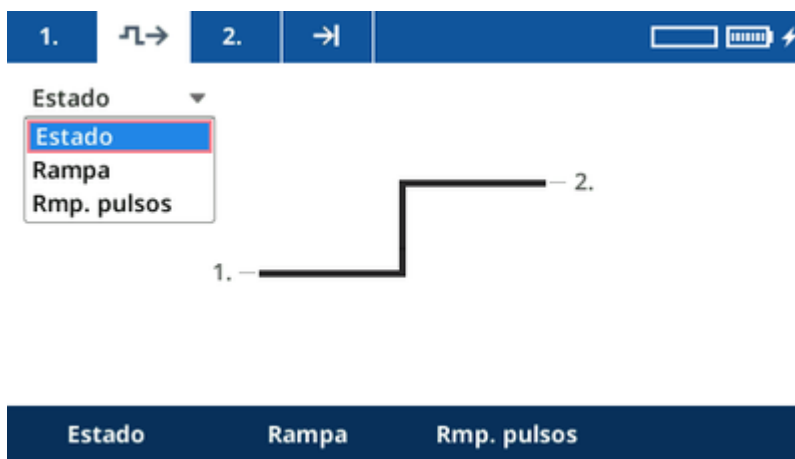 1. 2.
Estado
Estado
Rampa
Rmp. pulsos
2.
1.
Estado Rampa Rmp. pulsos